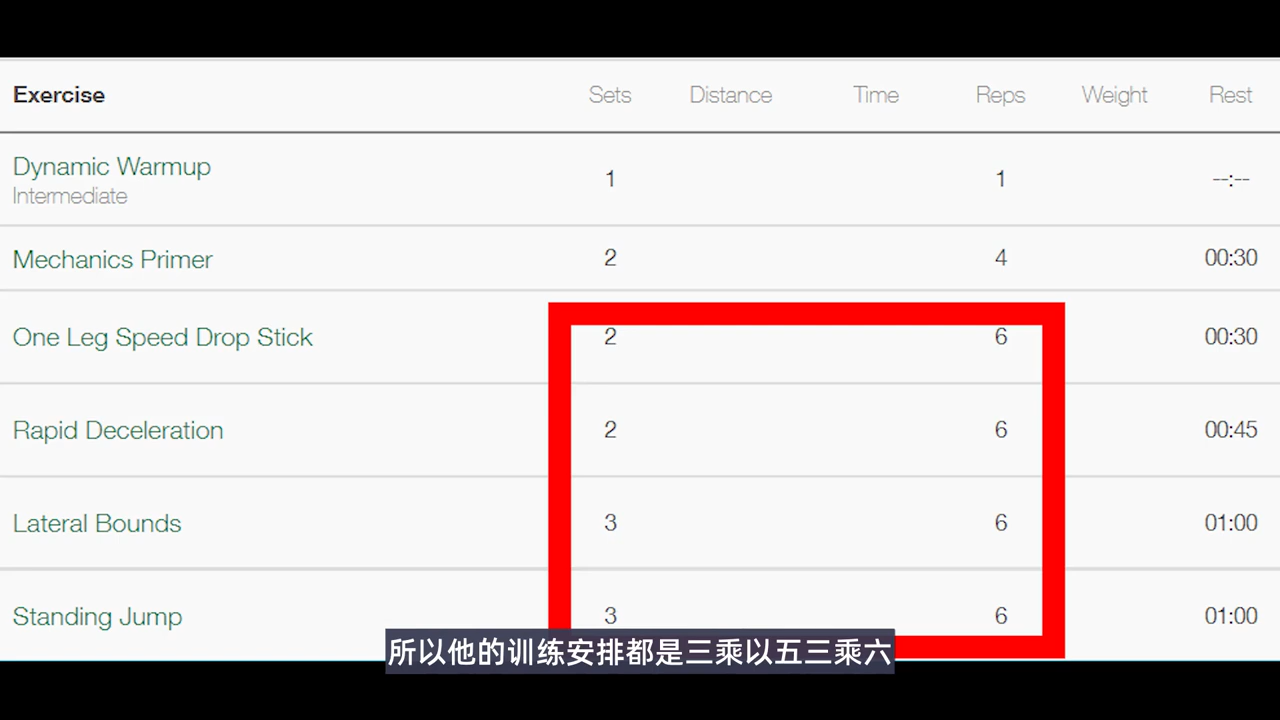 Exercise Sets Distance Time Reps Weight Rest
Dynamic Warmup 1 1 --:--
Intermediate
Mechanics Primer 2 4 00:30
One Leg Speed Drop Stick 2 6 00:30
Rapid Deceleration 2 6 00:45
Lateral Bounds 3 6 01:00
Standing Jump 3 6 01:00
所以他的训练安排都是三乘以五三乘六